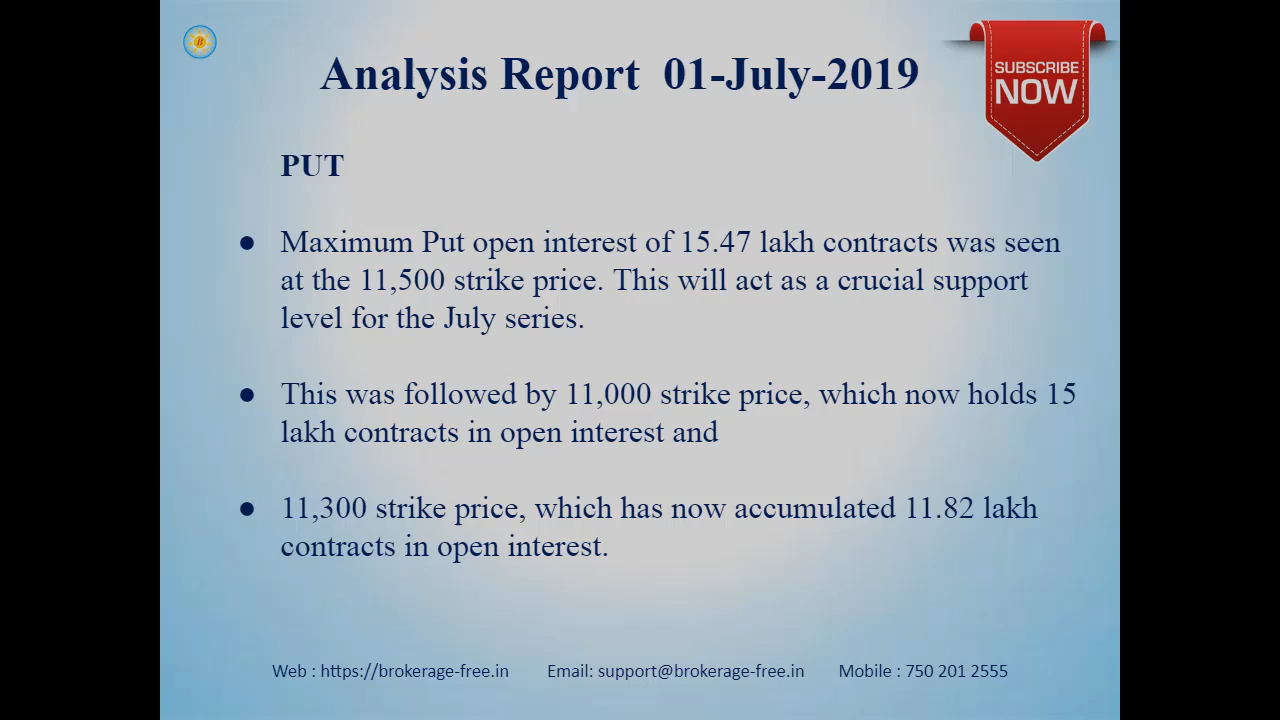 Analysis Report 01-July-2019
SUBSCRIBE
NOW
PUT
● Maximum Put open interest of 15.47 lakh contracts was seen
at the 11,500 strike price. This will act as a crucial support
level for the July series.
● This was followed by 11,000 strike price, which now holds 15
lakh contracts in open interest and
● 11,300 strike price, which has now accumulated 11.82 lakh
contracts in open interest.
Web : https://brokerage-free.in Email: support@brokerage-free.in Mobile : 750 201 2555